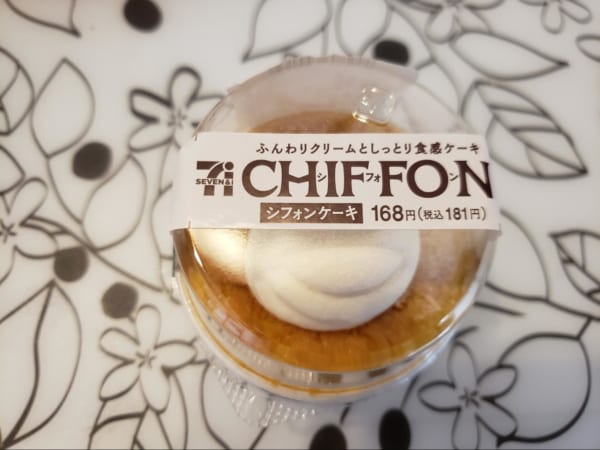 ふんわりクリームとしっとり食感ケーキ
SEVEN&i CHIFFON
シフォン
シフォンケーキ 168円(税込181円)